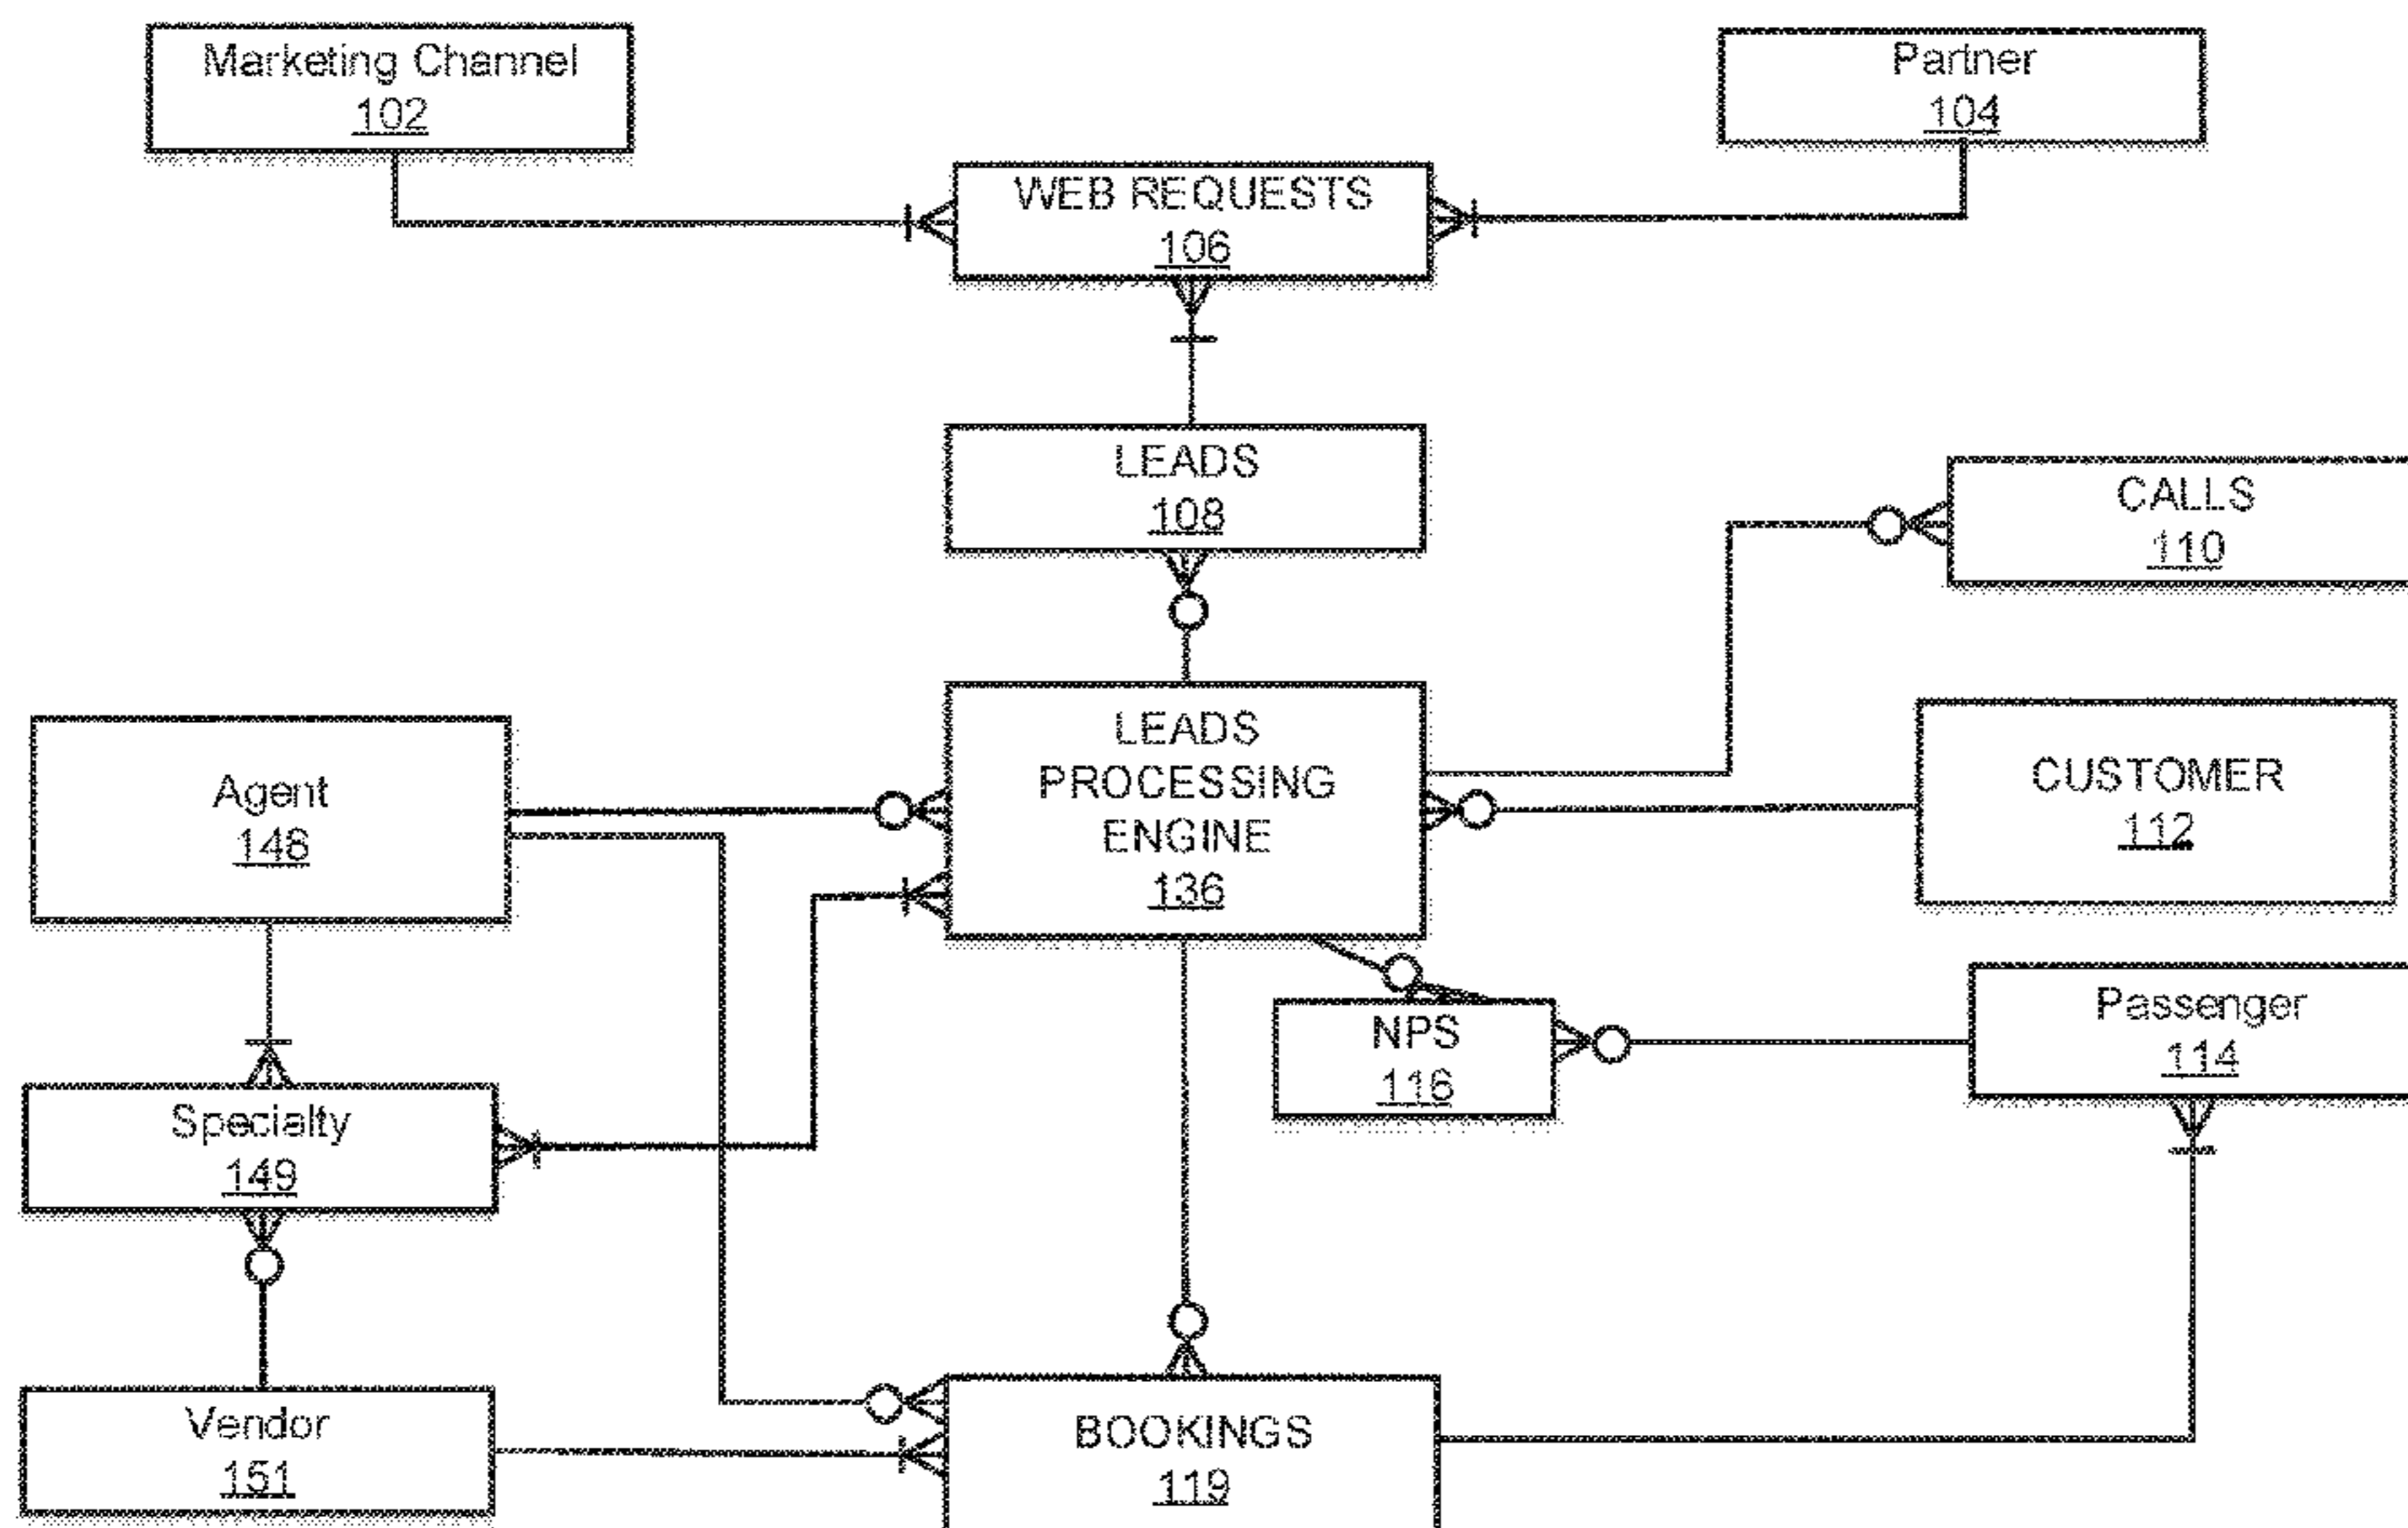 Marketing Channel
102
Partner
104
WEB REQUESTS
106
LEADS
108
CALLS
110
LEADS
PROCESSING
ENGINE
136
Agent
148
CUSTOMER
112
NPS
116
Passenger
114
Specialty
149
Vendor
151
BOOKINGS
119